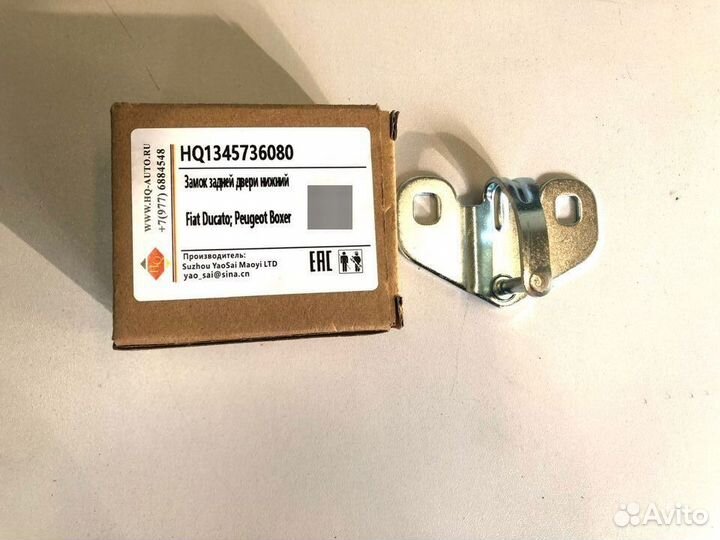 WWW.HQ-AUTO.RU
+7(977) 6884548
HQ
HQ1345736080
Замок задней двери нижний
Fiat Ducato; Peugeot Boxer
Производитель:
Suzhou YaoSai Maoyi LTD
yao_sai@sina.cn
EAC
Avito